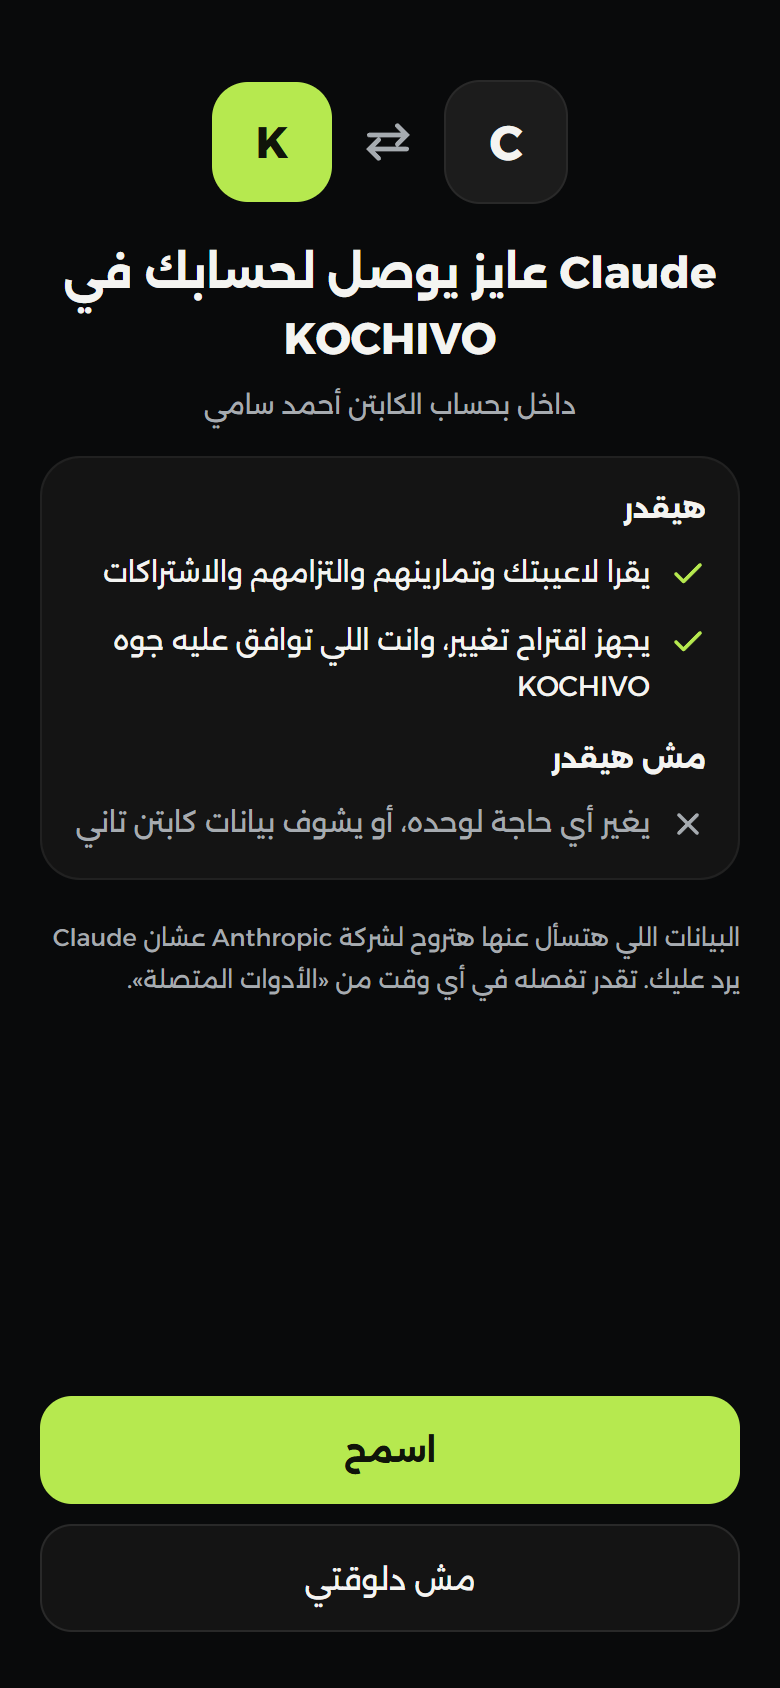 K
C
Claude عايز يوصل لحسابك في
KOCHIVO
داخل بحساب الكابتن أحمد سامي
هيقدر
يقرا لاعيبتك وتمارينهم والتزامهم والاشتراكات
يجهز اقتراح تغيير، وانت اللي توافق عليه جوه
KOCHIVO
مش هيقدر
يغير أي حاجة لوحده، أو يشوف بيانات كابتن تاني
البيانات اللي هتسأل عنها هتروح لشركة Anthropic عشان Claude
يرد عليك. تقدر تفصله في أي وقت من «الأدوات المتصلة».
اسمح
مش دلوقتي